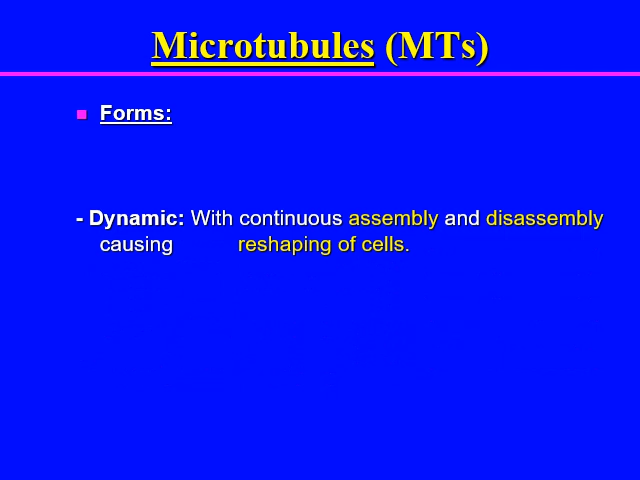 Microtubules (MTs)
Forms:
- Dynamic: With continuous assembly and disassembly
causing reshaping of cells.